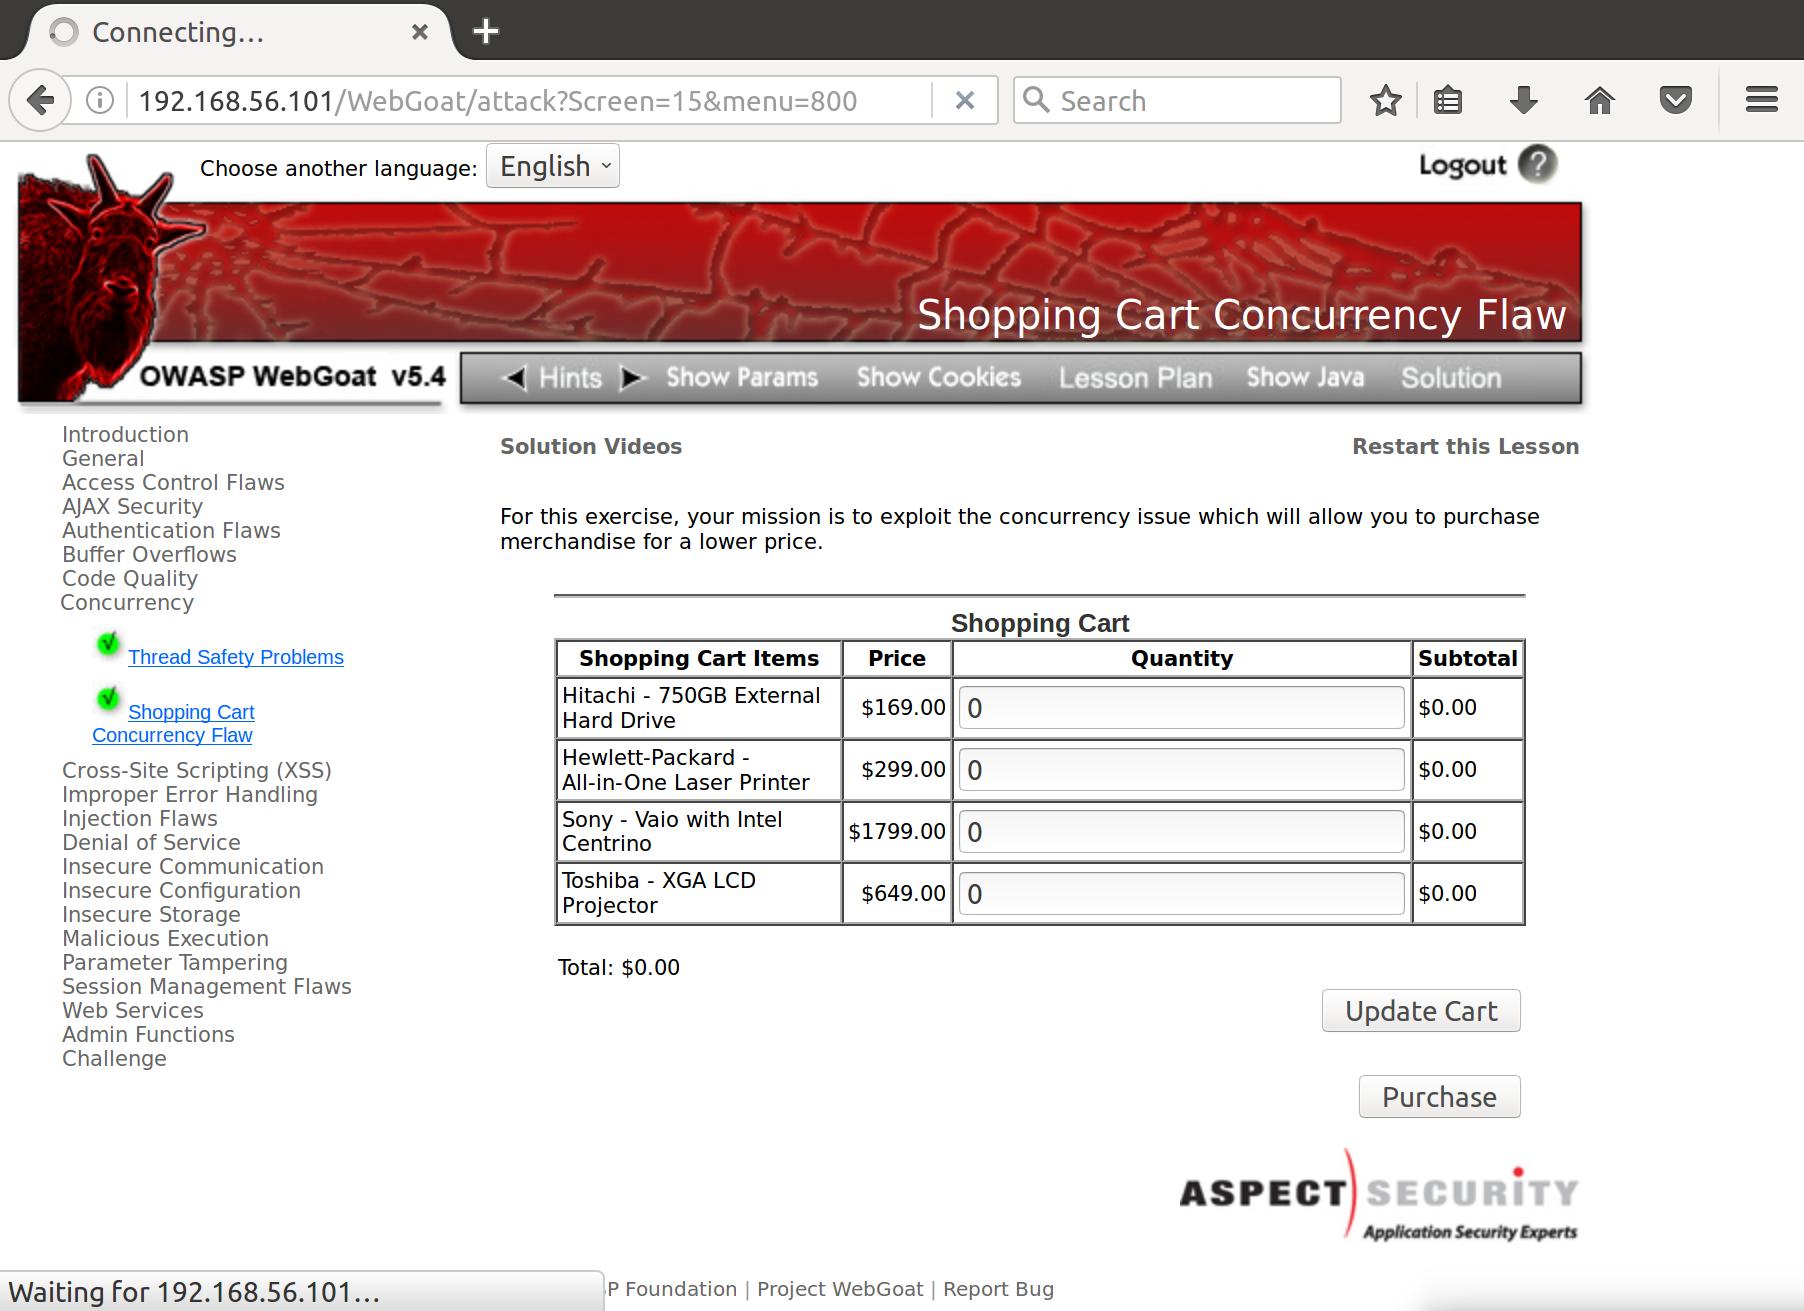 Connecting...
192.168.56.101/WebGoat/attack?Screen=15&menu=800
Search
Choose another language: English
Logout ?
Shopping Cart Concurrency Flaw
OWASP WebGoat v5.4
Hints Show Params Show Cookies Lesson Plan Show Java Solution
Introduction
General
Access Control Flaws
AJAX Security
Authentication Flaws
Buffer Overflows
Code Quality
Concurrency
Thread Safety Problems
Shopping Cart
Concurrency Flaw
Cross-Site Scripting (XSS)
Improper Error Handling
Injection Flaws
Denial of Service
Insecure Communication
Insecure Configuration
Insecure Storage
Malicious Execution
Parameter Tampering
Session Management Flaws
Web Services
Admin Functions
Challenge
Solution Videos Restart this Lesson
For this exercise, your mission is to exploit the concurrency issue which will allow you to purchase
merchandise for a lower price.
Shopping Cart
Shopping Cart Items Price Quantity Subtotal
Hitachi - 750GB External
Hard Drive
$169.00 0 $0.00
Hewlett-Packard -
All-in-One Laser Printer
$299.00 0 $0.00
Sony - Vaio with Intel
Centrino
$1799.00 0 $0.00
Toshiba - XGA LCD
Projector
$649.00 0 $0.00
Total: $0.00
Update Cart
Purchase
ASPECT SECURITY
Application Security Experts
Waiting for 192.168.56.101...
P Foundation | Project WebGoat | Report Bug